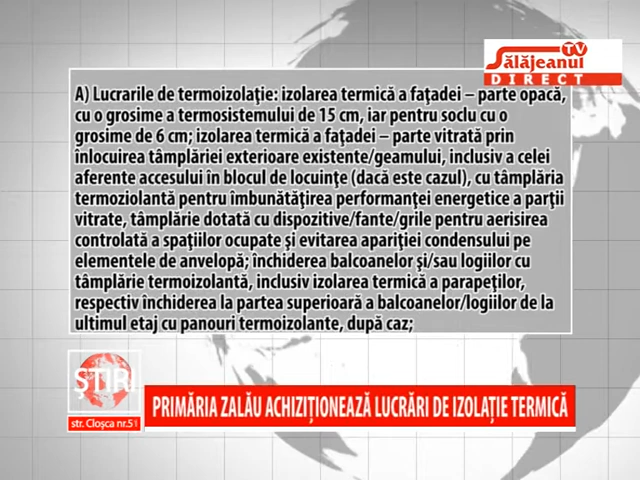 Sălăjeanul TV
DIRECT
A) Lucrarile de termoizolaţie: izolarea termică a faţadei – parte opacă,
cu o grosime a termosistemului de 15 cm, iar pentru soclu cu o
grosime de 6 cm; izolarea termică a faţadei – parte vitrată prin
înlocuirea tâmplăriei exterioare existente/geamului, inclusiv a celei
aferente accesului în blocul de locuinţe (dacă este cazul), cu tâmplăria
termoziolantă pentru îmbunătăţirea performanţei energetice a parţii
vitrate, tâmplărie dotată cu dispozitive/fante/grile pentru aerisirea
controlată a spaţiilor ocupate şi evitarea apariţiei condensului pe
elementele de anvelopă; închiderea balcoanelor şi/sau logiilor cu
tâmplărie termoizolantă, inclusiv izolarea termică a parapeţilor,
respectiv închiderea la partea superioară a balcoanelor/logiilor de la
ultimul etaj cu panouri termoizolante, după caz;
ŞTIRI
PRIMĂRIA ZALĂU ACHIZIŢIONEAZĂ LUCRĂRI DE IZOLAŢIE TERMICĂ
str. Cloşca nr.5